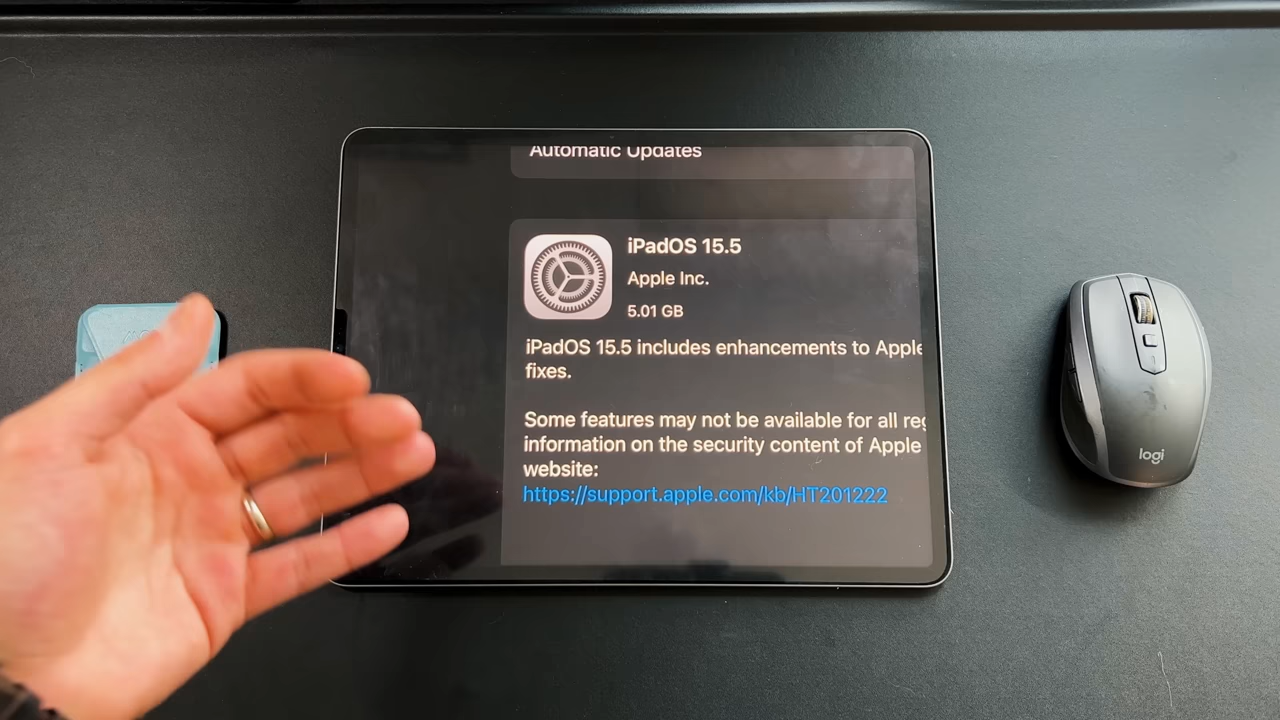 Automatic Updates
iPadOS 15.5
Apple Inc.
5.01 GB
iPadOS 15.5 includes enhancements to Apple
fixes.
Some features may not be available for all reg
information on the security content of Apple
website:
https://support.apple.com/kb/HT201222
logi